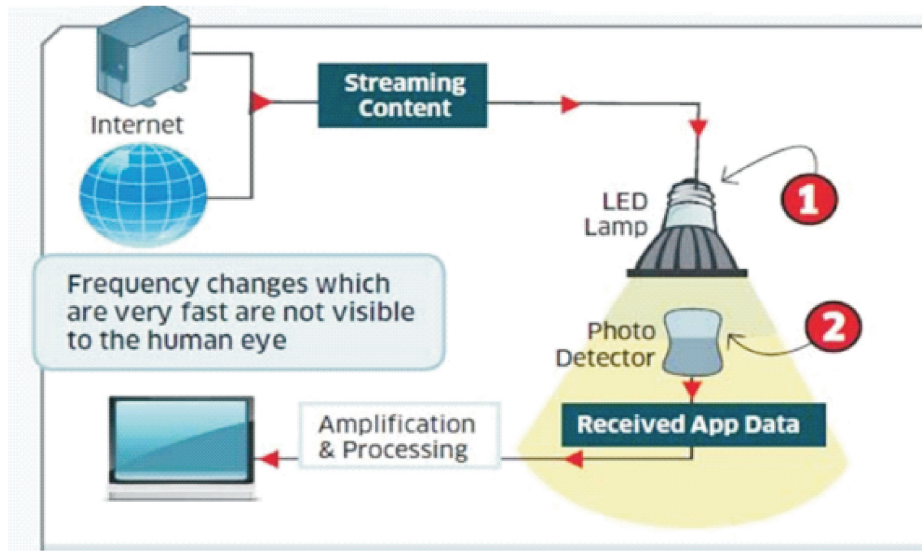 Internet
Streaming
Content
LED
Lamp
1
Frequency changes which
are very fast are not visible
to the human eye
Photo
Detector
2
Received App Data
Amplification
& Processing